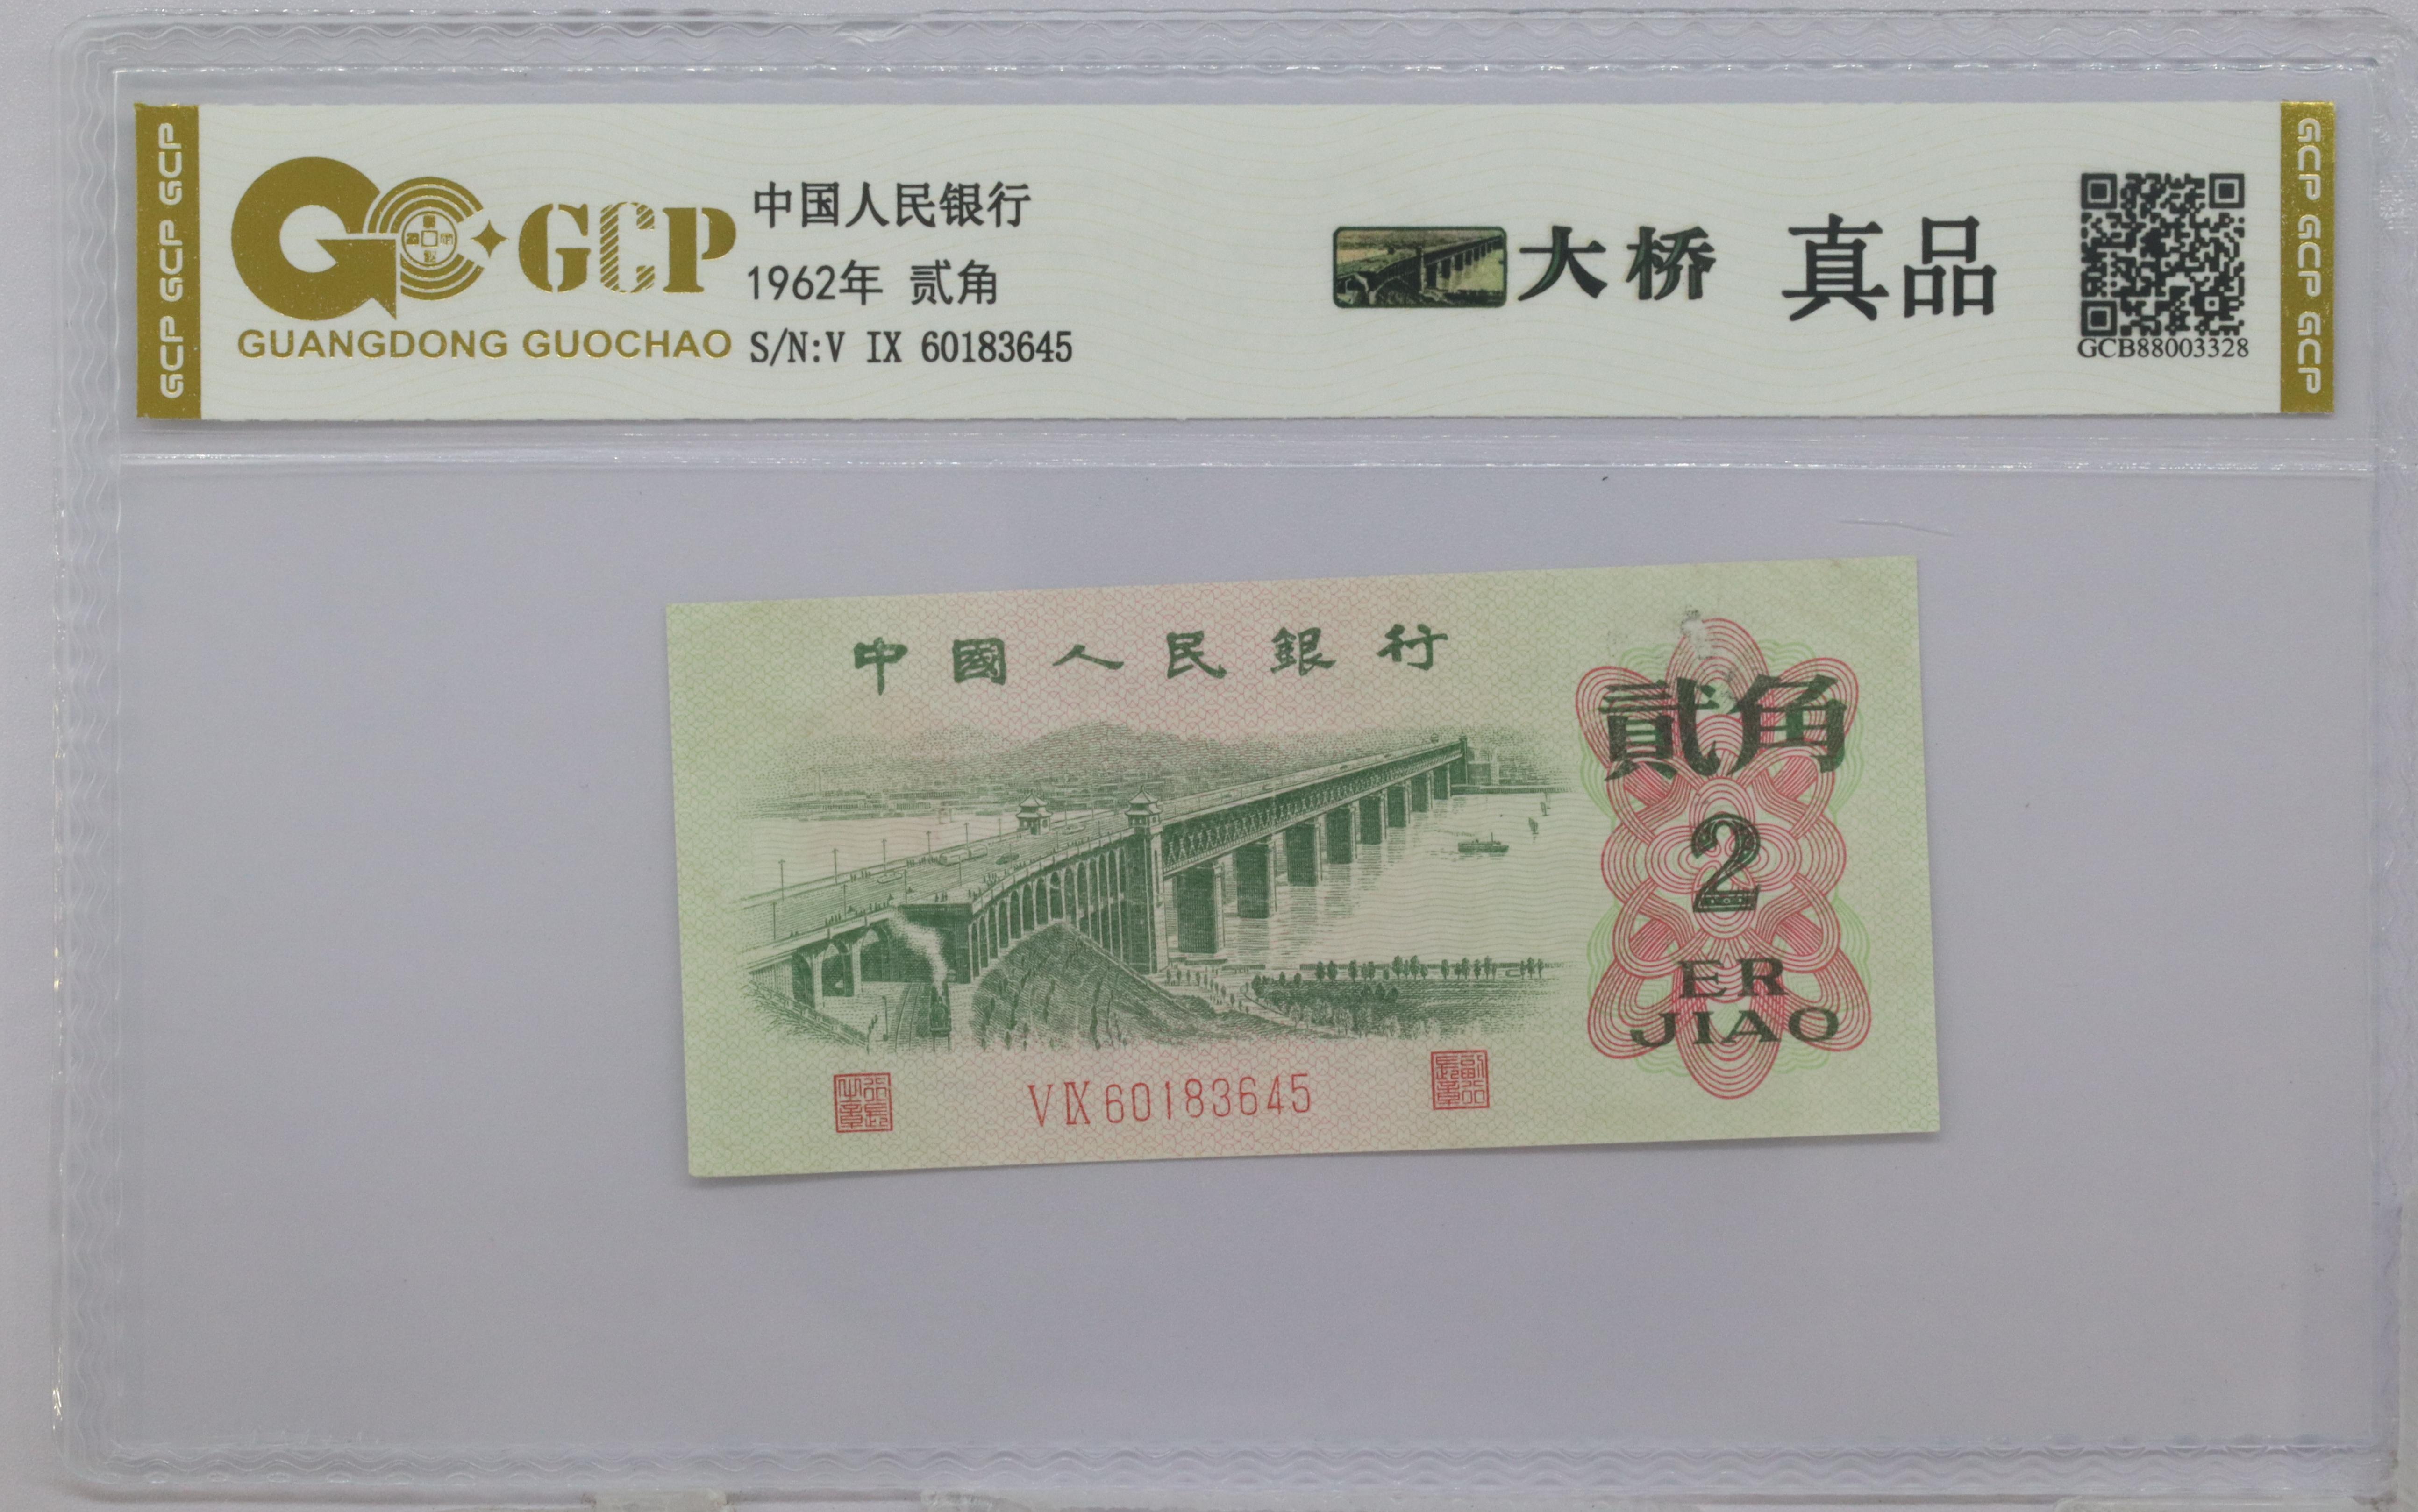 GCP GCP GCP
GCP
GUANGDONG GUOCHAO
中国人民银行
1962年 贰角
S/N:V IX 60183645
大桥 真品
GCB88003328
GCP GCP GCP
中國人民銀行
貳角
2
ER
JIAO
VⅨ60183645